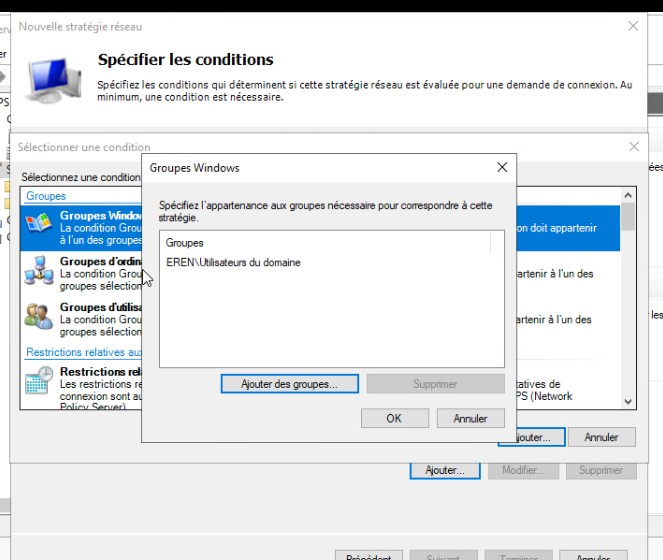 Nouvelle stratégie réseau
Spécifier les conditions
Spécifiez les conditions qui déterminent si cette stratégie réseau est évaluée pour une demande de connexion. Au
minimum, une condition est nécessaire.
Sélectionner une condition
Sélectionnez une condition
Groupes
Groupes Window
La condition Grou
à l'un des groupes
on doit appartenir
Groupes d'ordin
La condition Grou
groupes sélection
artenir à l'un des
Groupes d'utilisa
La condition Grou
groupes sélection
artenir à l'un des
Restrictions relatives aux
Restrictions rel
Les restrictions re
connexion sont au
Policy Server)
tatives de
PS (Network
Groupes Windows
Spécifiez l'appartenance aux groupes nécessaire pour correspondre à cette
stratégie.
Groupes
EREN\Utilisateurs du domaine
Ajouter des groupes...
Supprimer
OK
Annuler
jouter...
Annuler
Ajouter...
Modifier...
Supprimer
Précédent
Suivant
Terminer
Annuler